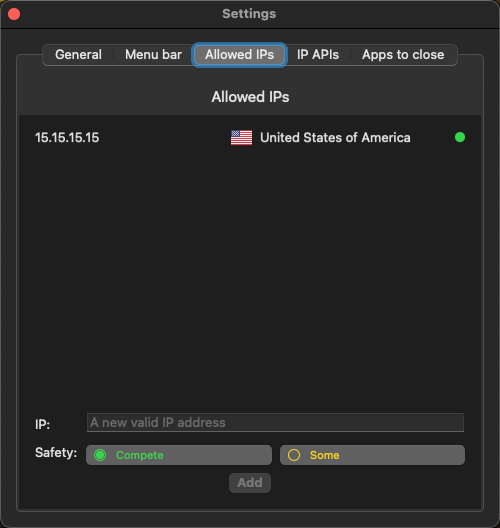 Settings
General Menu bar Allowed IPs IP APIs Apps to close
Allowed IPs
15.15.15.15 United States of America
IP: A new valid IP address
Safety: Compete Some
Add